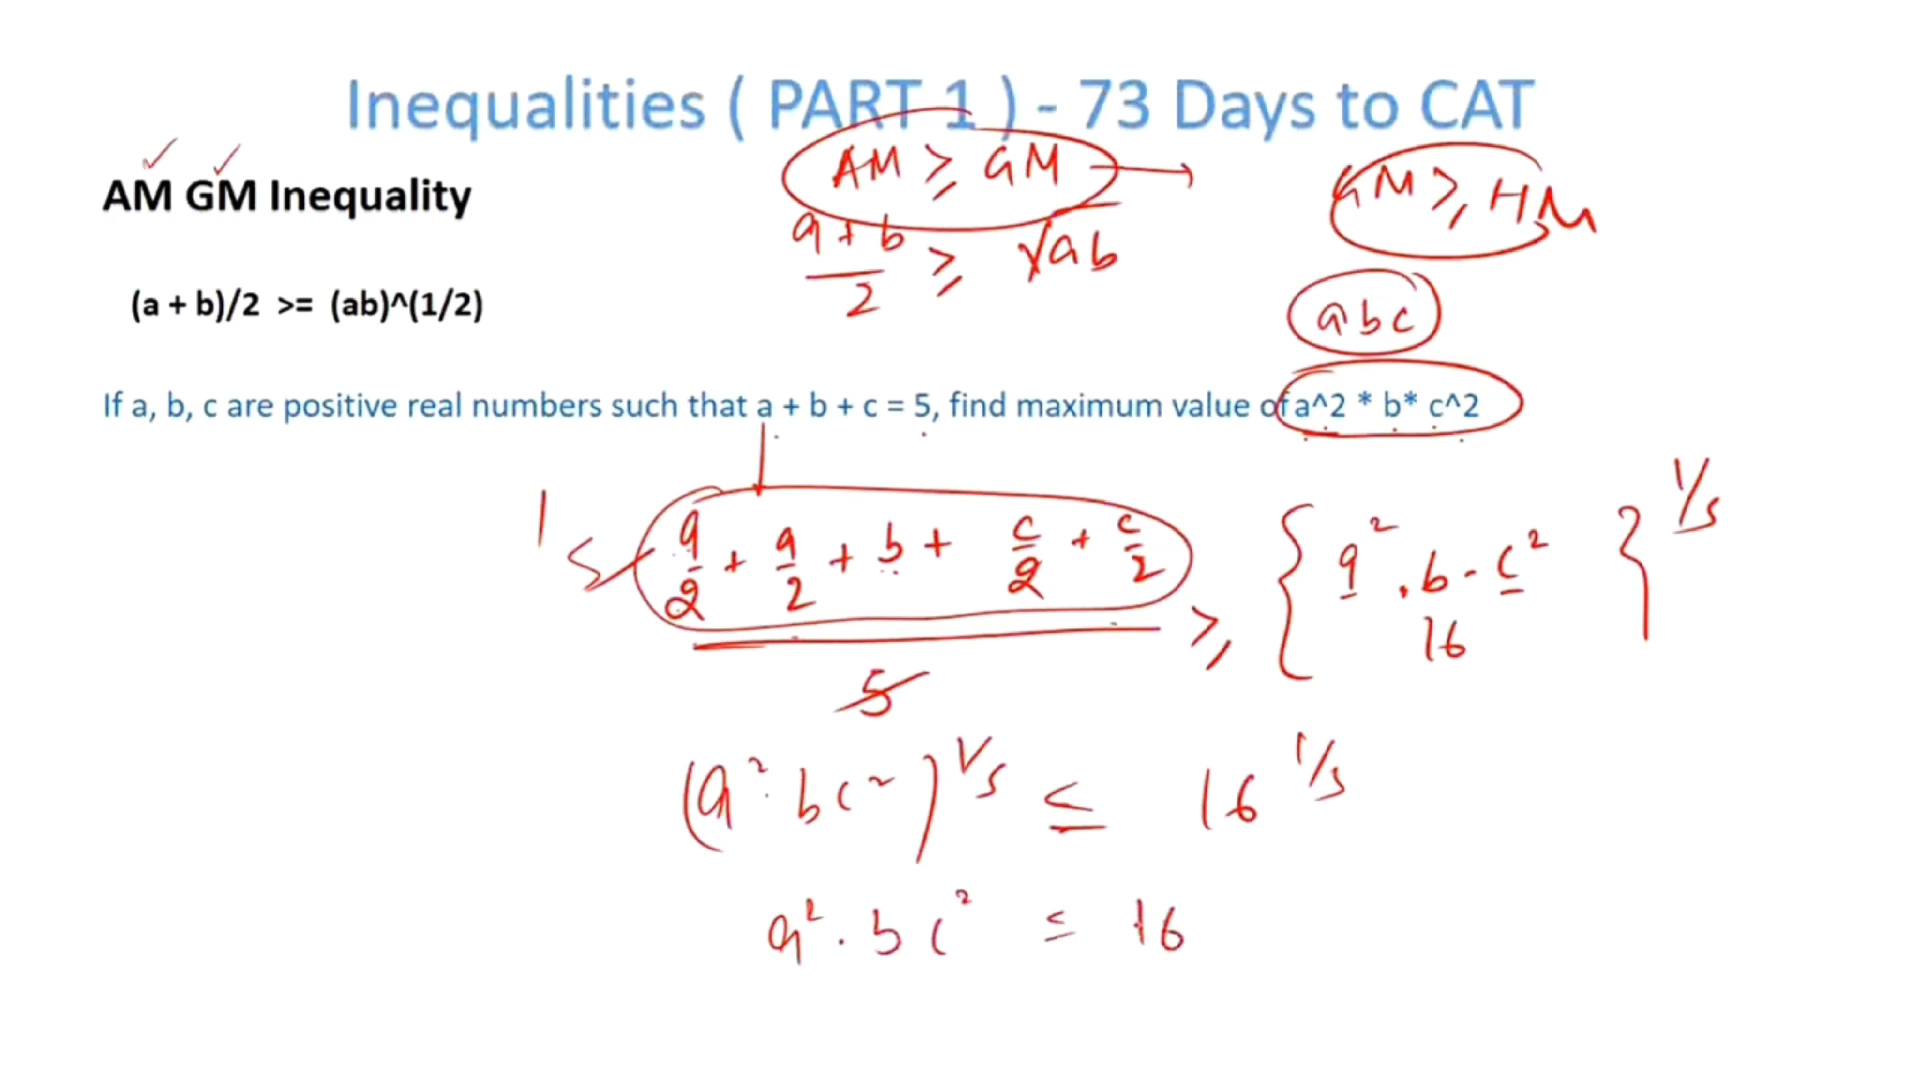 Inequalities ( PART 1 ) - 73 Days to CAT
AM GM Inequality
AM ≥ GM
GM ≥ HM
(a + b)/2 >= (ab)^(1/2)
a + b / 2 ≥ √ab
abc
If a, b, c are positive real numbers such that a + b + c = 5, find maximum value of a^2 * b* c^2
a/2 + a/2 + b + c/2 + c/2
5
≥ { a² . b . c² / 16 } 1/5
(a² b c²) 1/5 ≤ 16 1/5
a² . b c² ≤ 16